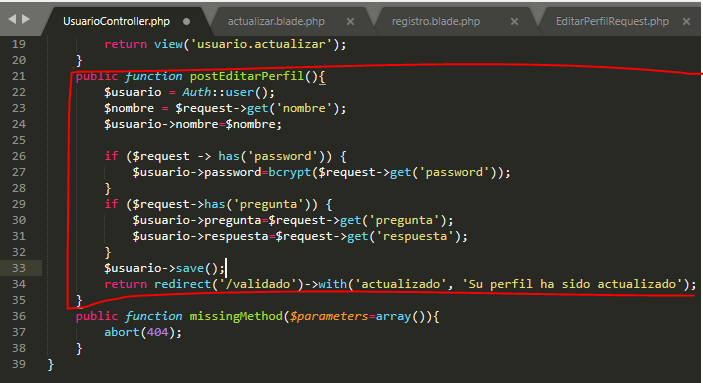 UsuarioController.php
actualizar.blade.php
registro.blade.php
EditarPerfilRequest.php
19 return view('usuario.actualizar');
20 }
21 public function postEditarPerfil(){
22 $usuario = Auth::user();
23 $nombre = $request->get('nombre');
24 $usuario->nombre=$nombre;
25
26 if ($request -> has('password')) {
27 $usuario->password=bcrypt($request->get('password'));
28 }
29 if ($request->has('pregunta')) {
30 $usuario->pregunta=$request->get('pregunta');
31 $usuario->respuesta=$request->get('respuesta');
32 }
33 $usuario->save();
34 return redirect('/validado')->with('actualizado', 'Su perfil ha sido actualizado');
35 }
36 public function missingMethod($parameters=array()){
37 abort(404);
38 }
39 }